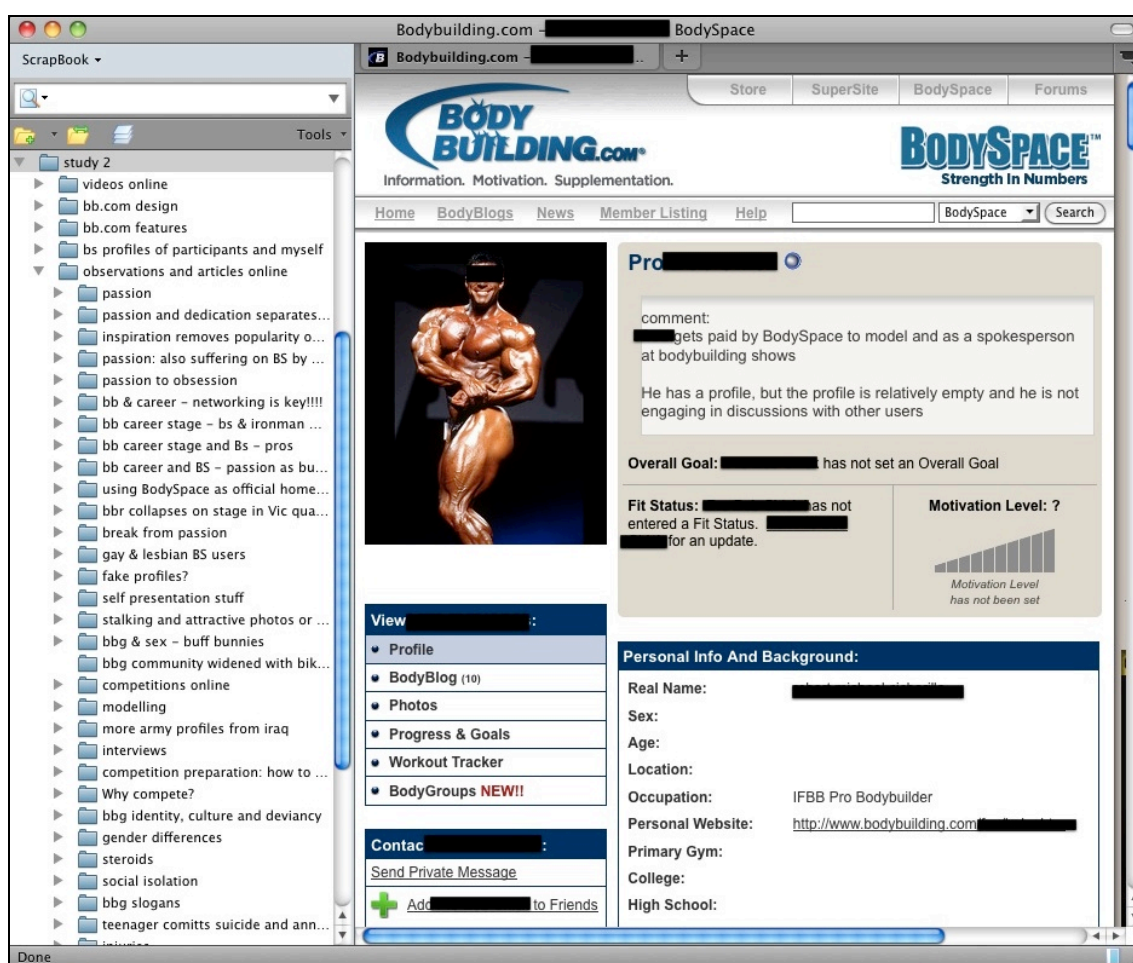 Bodybuilding.com – BodySpace
ScrapBook
Bodybuilding.com – ..
+
Tools
study 2
videos online
bb.com design
bb.com features
bs profiles of participants and myself
observations and articles online
passion
passion and dedication separates...
inspiration removes popularity o...
passion: also suffering on BS by ...
passion to obsession
bb & career – networking is key!!!!
bb career stage – bs & ironman ...
bb career stage and Bs – pros
bb career and BS – passion as bu...
using BodySpace as official home...
bbr collapses on stage in Vic qua...
break from passion
gay & lesbian BS users
fake profiles?
self presentation stuff
stalking and attractive photos or ...
bbg & sex – buff bunnies
bbg community widened with bik...
competitions online
modelling
more army profiles from iraq
interviews
competition preparation: how to ...
Why compete?
bbg identity, culture and deviancy
gender differences
steroids
social isolation
bbg slogans
teenager comitts suicide and ann...
injuries
Done
Store SuperSite BodySpace Forums
BODY
BUILDING.COM®
Information. Motivation. Supplementation.
BODYSPACE™
Strength In Numbers
Home BodyBlogs News Member Listing Help BodySpace Search
Pro
comment:
gets paid by BodySpace to model and as a spokesperson
at bodybuilding shows
He has a profile, but the profile is relatively empty and he is not
engaging in discussions with other users
Overall Goal: has not set an Overall Goal
Fit Status: has not
entered a Fit Status.
for an update.
Motivation Level: ?
Motivation Level
has not been set
View :
Profile
BodyBlog (10)
Photos
Progress & Goals
Workout Tracker
BodyGroups NEW!!
Contac :
Send Private Message
Add to Friends
Personal Info And Background:
Real Name:
Sex:
Age:
Location:
Occupation: IFBB Pro Bodybuilder
Personal Website: http://www.bodybuilding.com/
Primary Gym:
College:
High School: